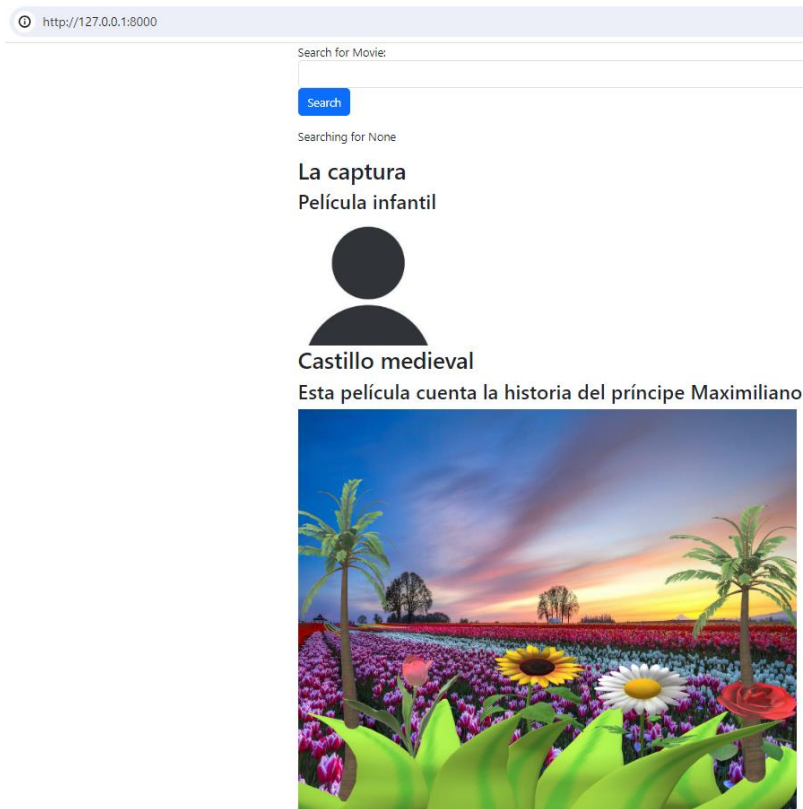 http://127.0.0.1:8000
Search for Movie:
Search
Searching for None
La captura
Película infantil
Castillo medieval
Esta película cuenta la historia del príncipe Maximiliano